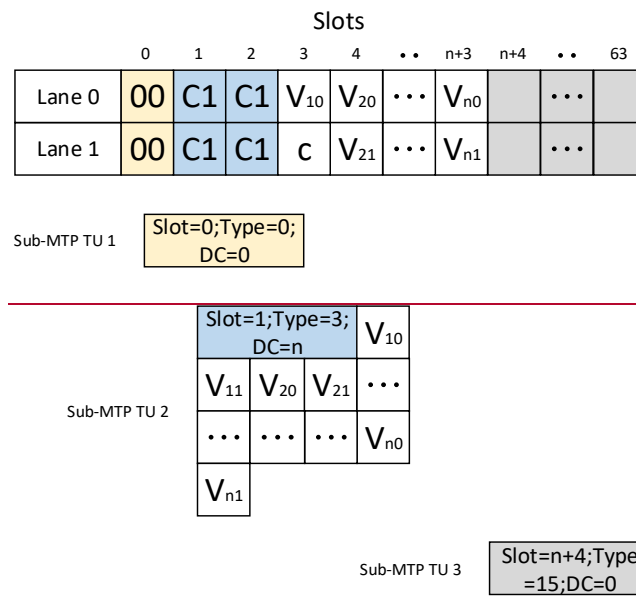 Slots
0 1 2 3 4 •• n+3 n+4 •• 63
Lane 0 00 C1 C1 V10 V20 ••• Vn0 •••
Lane 1 00 C1 C1 c V21 ••• Vn1 •••
Sub-MTP TU 1
Slot=0;Type=0;
DC=0
Slot=1;Type=3;
DC=n
V10
V11 V20 V21 •••
Sub-MTP TU 2
••• ••• ••• Vn0
Vn1
Sub-MTP TU 3
Slot=n+4;Type
=15;DC=0